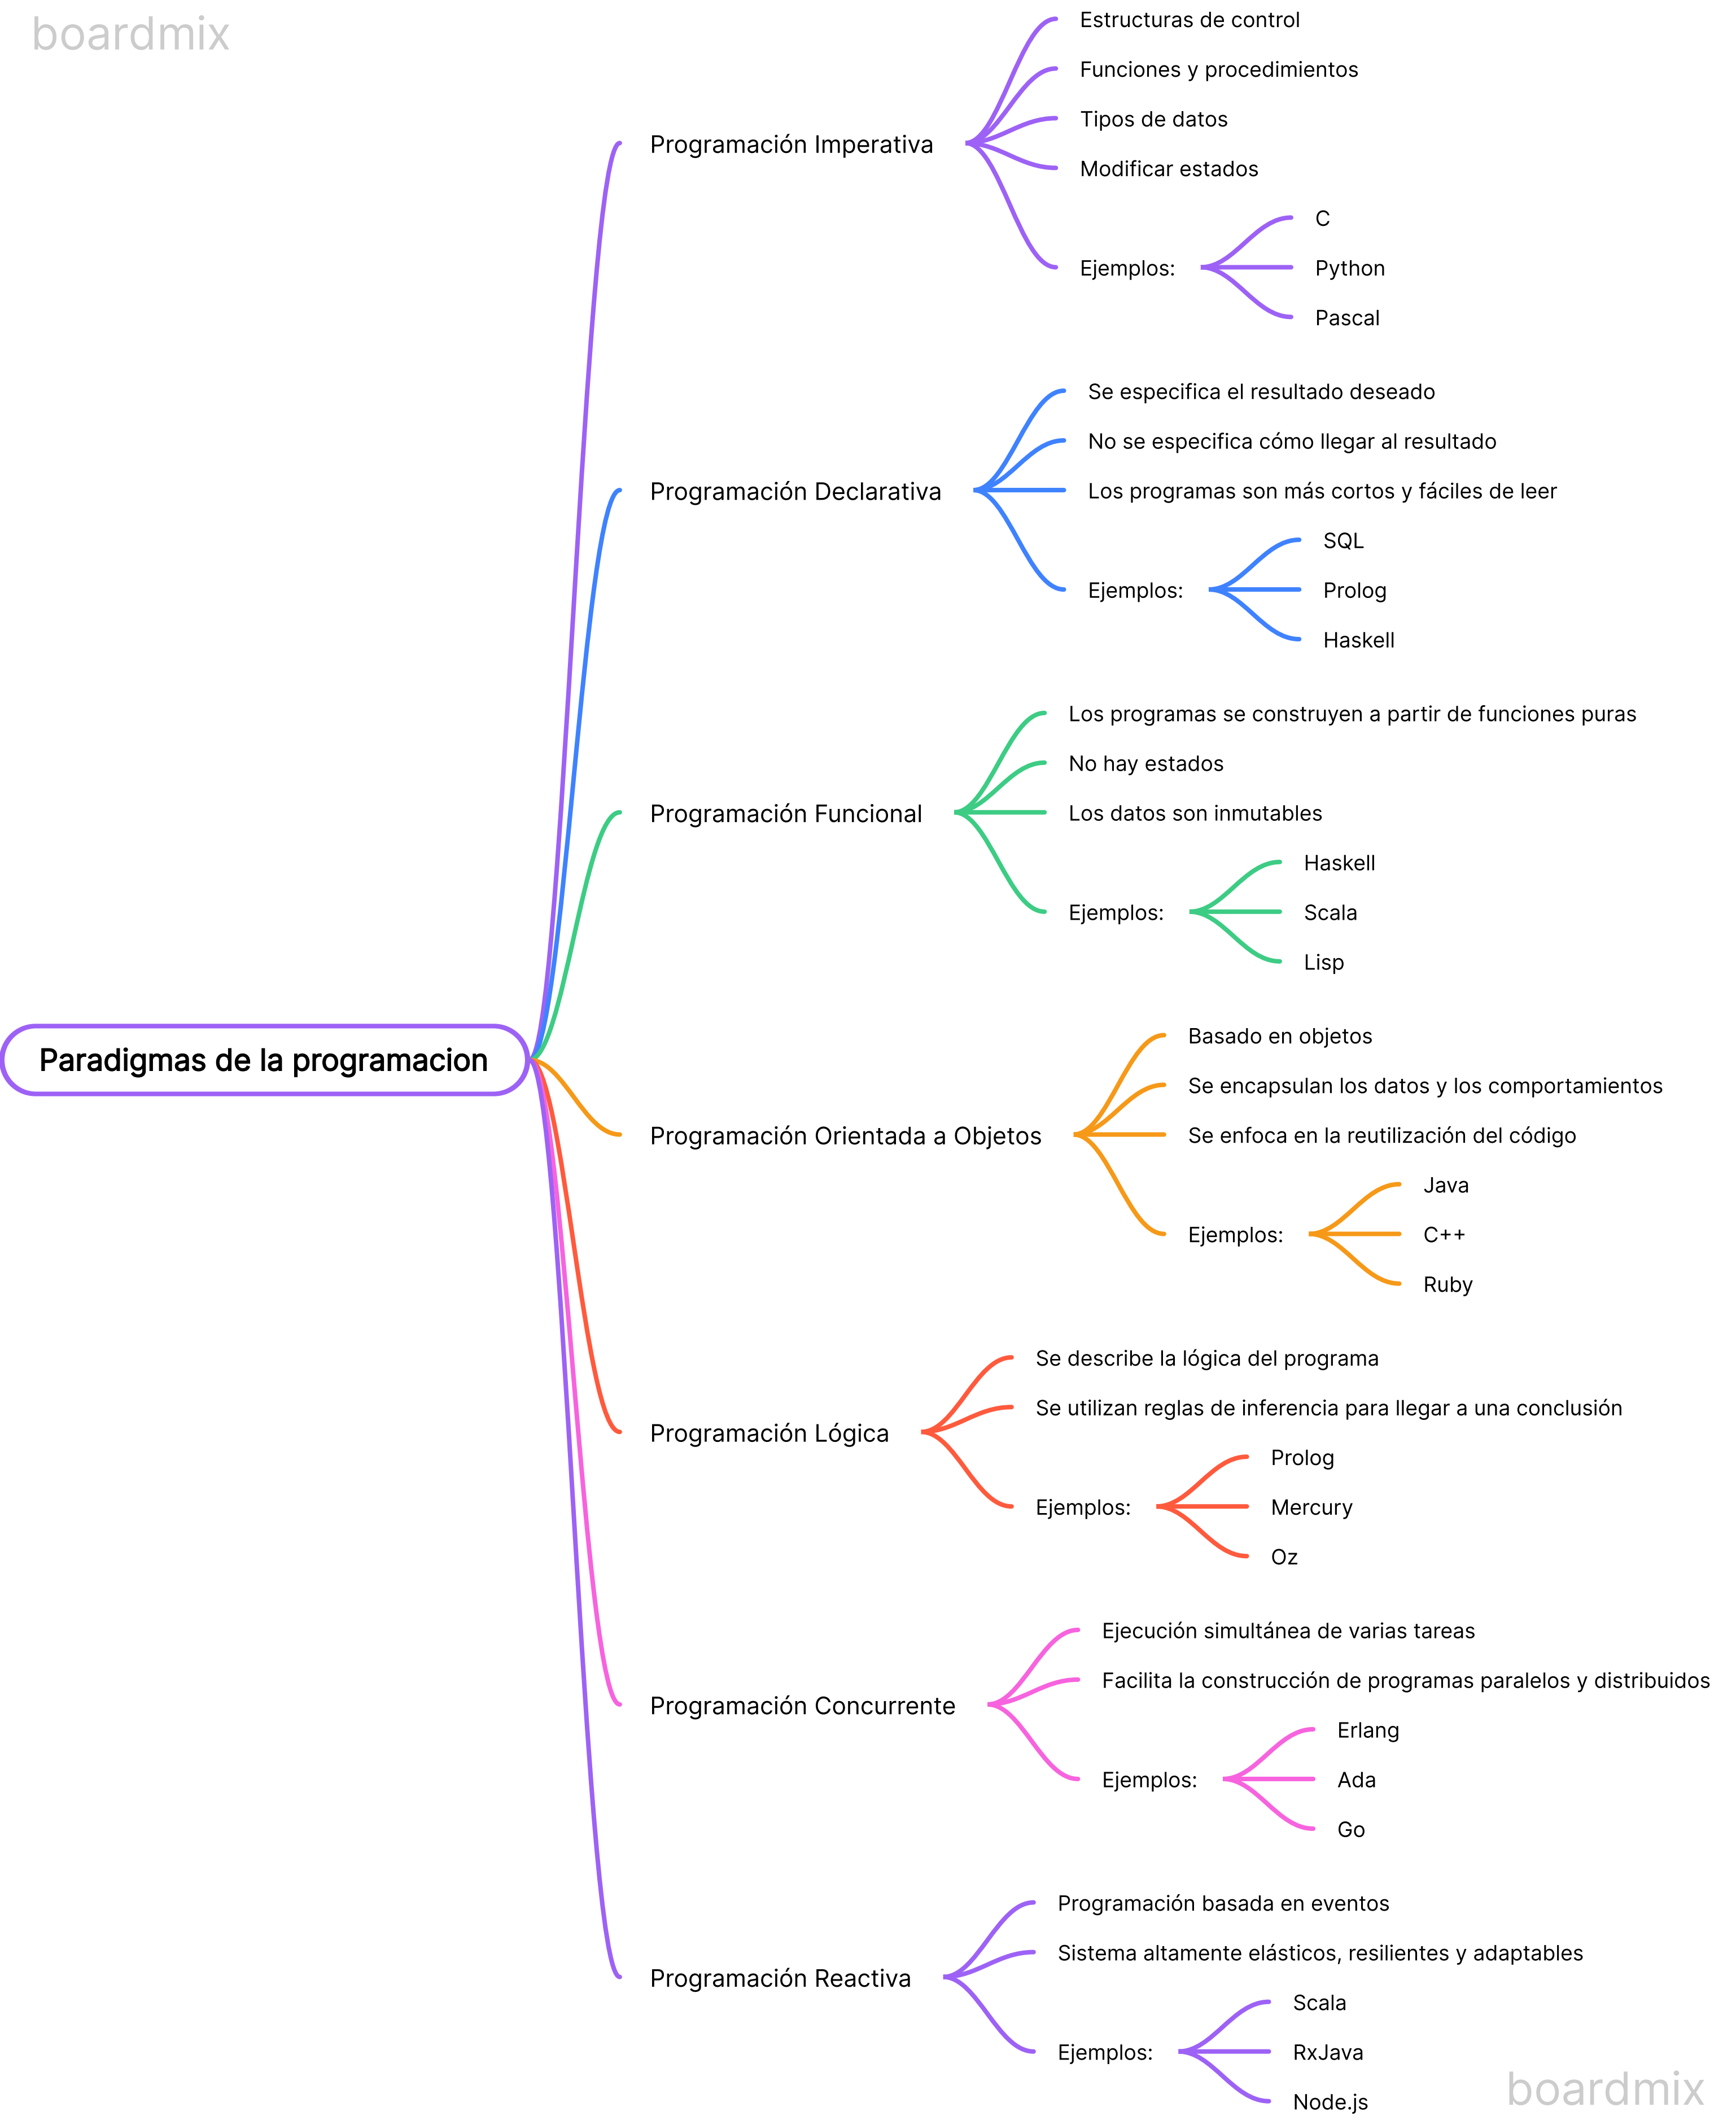 boardmix
Estructuras de control
Funciones y procedimientos
Tipos de datos
Programación Imperativa
Modificar estados
C
Ejemplos:
Python
Pascal
Se especifica el resultado deseado
No se especifica cómo llegar al resultado
Programación Declarativa
Los programas son más cortos y fáciles de leer
SQL
Ejemplos:
Prolog
Haskell
Los programas se construyen a partir de funciones puras
No hay estados
Programación Funcional
Los datos son inmutables
Haskell
Ejemplos:
Scala
Lisp
Paradigmas de la programacion
Basado en objetos
Se encapsulan los datos y los comportamientos
Programación Orientada a Objetos
Se enfoca en la reutilización del código
Java
Ejemplos:
C++
Ruby
Se describe la lógica del programa
Se utilizan reglas de inferencia para llegar a una conclusión
Programación Lógica
Prolog
Ejemplos:
Mercury
Oz
Ejecución simultánea de varias tareas
Facilita la construcción de programas paralelos y distribuidos
Programación Concurrente
Erlang
Ejemplos:
Ada
Go
Programación basada en eventos
Sistema altamente elásticos, resilientes y adaptables
Programación Reactiva
Scala
Ejemplos:
RxJava
Node.js
boardmix